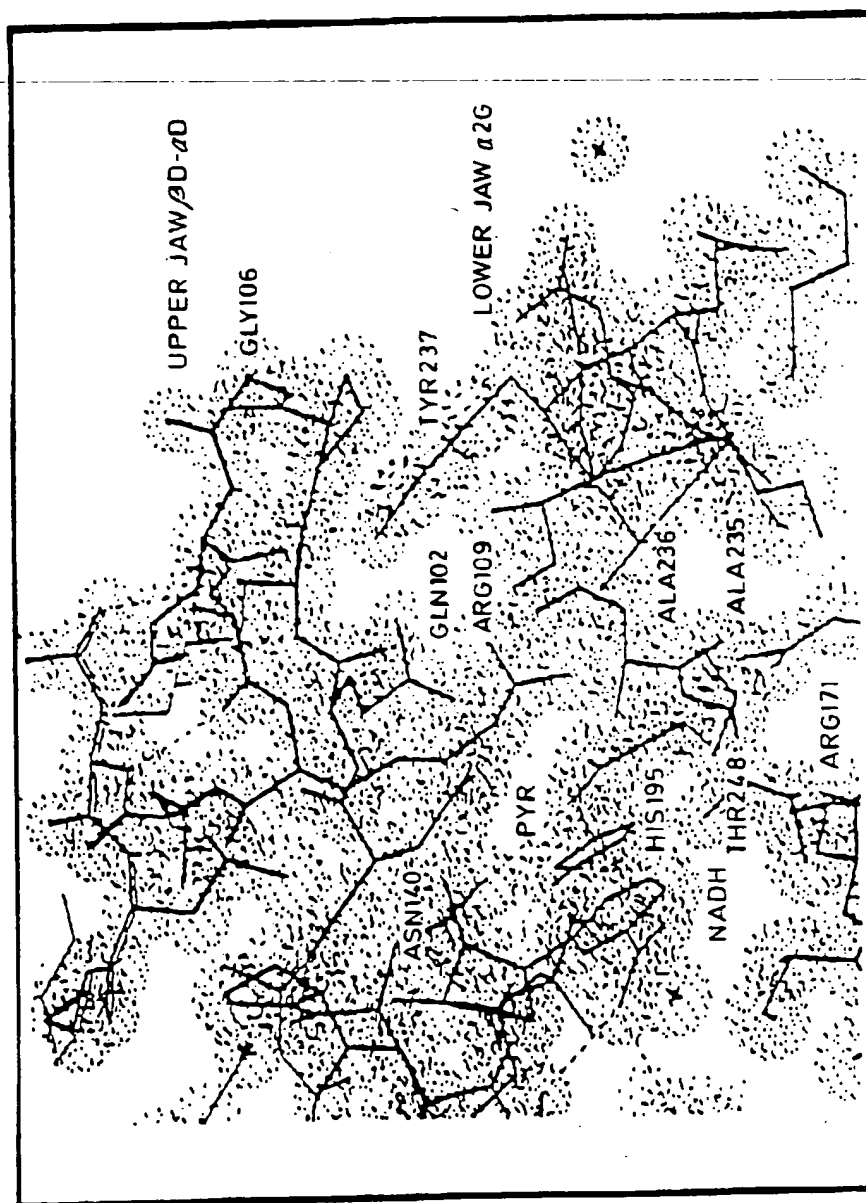 UPPER JAW βD-αD
GLY106
TYR237
LOWER JAW α2G
GLN102
ARG109
ALA236
ALA235
PYR
ASN140
HIS195
THR248
ARG171
NADH